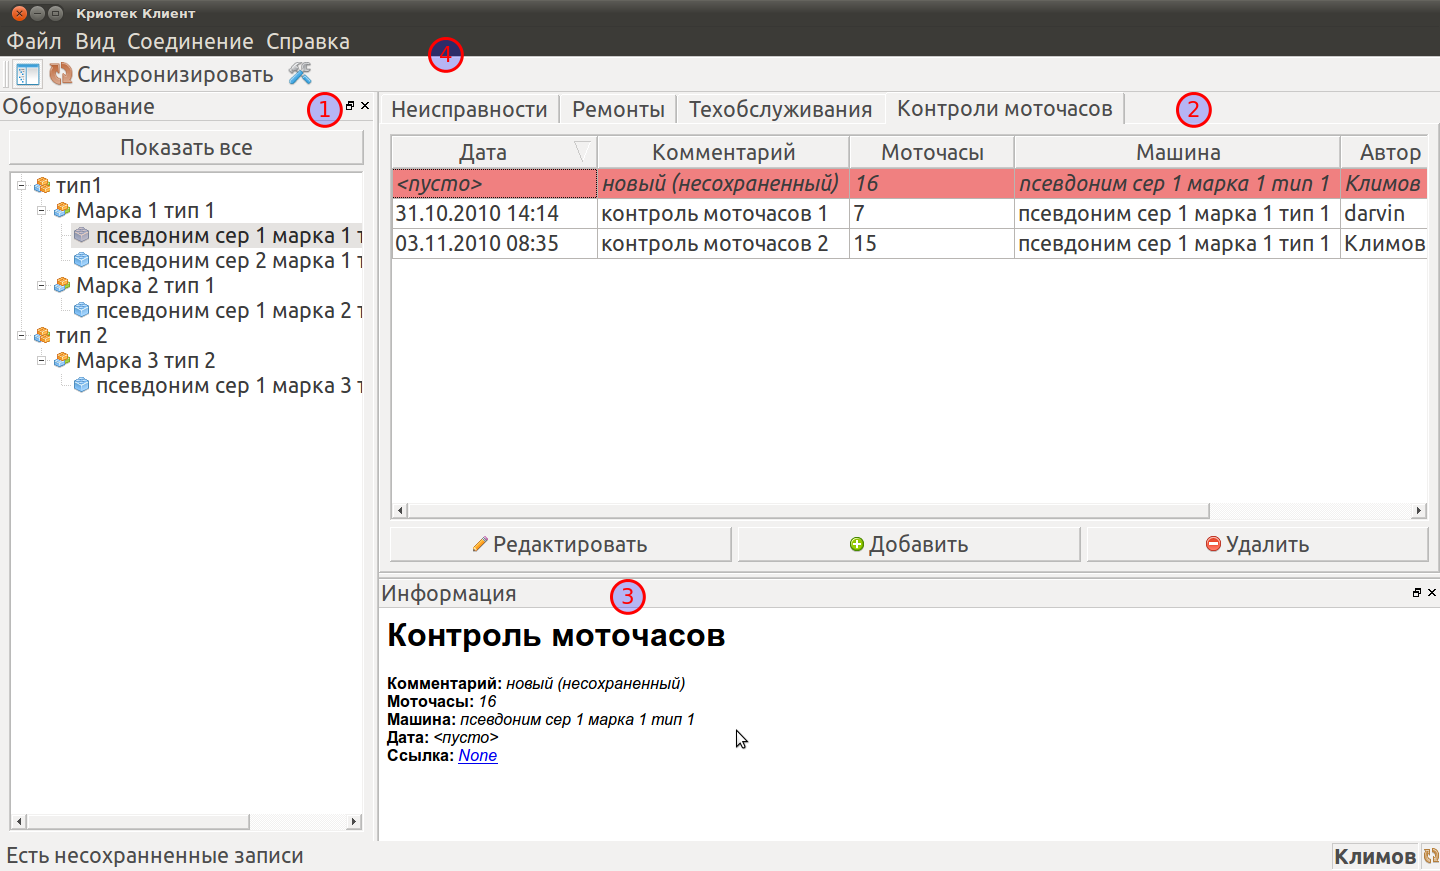 Криотек Клиент
Файл Вид Соединение Справка
4
Синхронизировать
Оборудование
1
Показать все
тип1
Марка 1 тип 1
псевдоним сер 1 марка 1 т
псевдоним сер 2 марка 1 т
Марка 2 тип 1
псевдоним сер 1 марка 2 т
тип 2
Марка 3 тип 2
псевдоним сер 1 марка 3 т
Неисправности Ремонты Техобслуживания Контроли моточасов
2
Дата Комментарий Моточасы Машина Автор
<пусто> новый (несохраненный) 16 псевдоним сер 1 марка 1 тип 1 Климов
31.10.2010 14:14 контроль моточасов 1 7 псевдоним сер 1 марка 1 тип 1 darvin
03.11.2010 08:35 контроль моточасов 2 15 псевдоним сер 1 марка 1 тип 1 Климов
Редактировать Добавить Удалить
Информация
3
Контроль моточасов
Комментарий: новый (несохраненный)
Моточасы: 16
Машина: псевдоним сер 1 марка 1 тип 1
Дата: <пусто>
Ссылка: None
Есть несохранненные записи
Климов